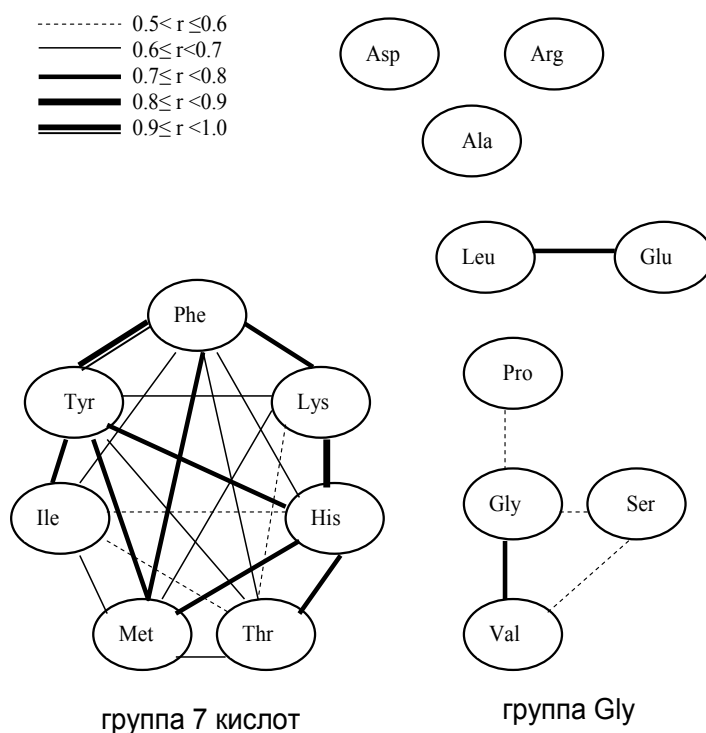 0.5< r ≤0.6
0.6≤ r<0.7
0.7≤ r <0.8
0.8≤ r <0.9
0.9≤ r <1.0
Asp
Arg
Ala
Leu
Glu
Phe
Tyr
Lys
Ile
His
Met
Thr
Pro
Gly
Ser
Val
группа 7 кислот
группа Gly